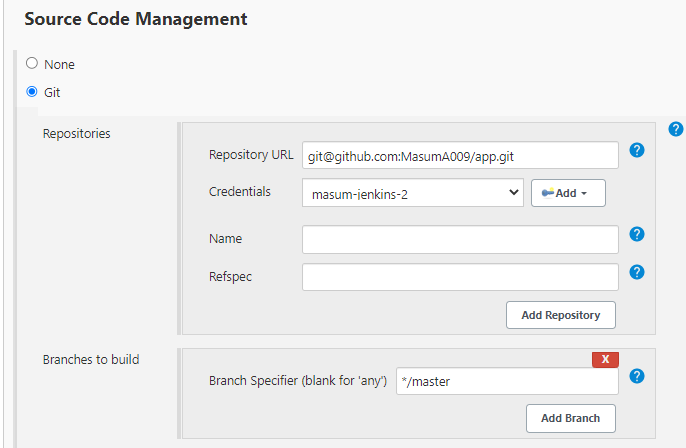 Source Code Management
None
Git
Repositories
?
Repository URL git@github.com:MasumA009/app.git ?
Credentials masum-jenkins-2 Add
Name ?
Refspec ?
Add Repository
Branches to build
X
Branch Specifier (blank for 'any') */master ?
Add Branch